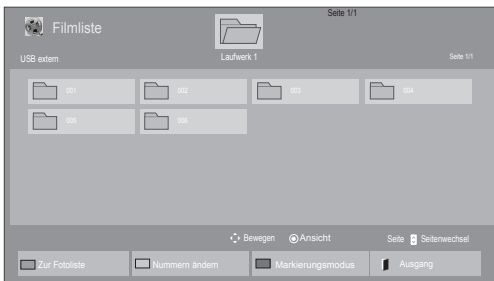 Seite 1/1
Filmliste
USB extern
Laufwerk 1
Seite 1/1
001
002
003
004
005
006
Bewegen
Ansicht
Seite
Seitenwechsel
Zur Fotoliste
Nummern ändern
Markierungsmodus
Ausgang